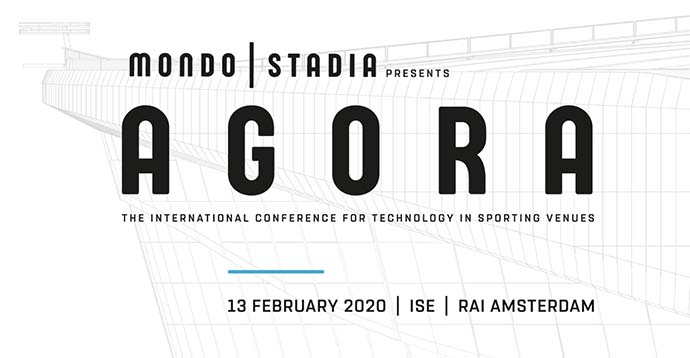 MONDO | STADIA PRESENTS
AGORA
THE INTERNATIONAL CONFERENCE FOR TECHNOLOGY IN SPORTING VENUES
13 FEBRUARY 2020 | ISE | RAI AMSTERDAM